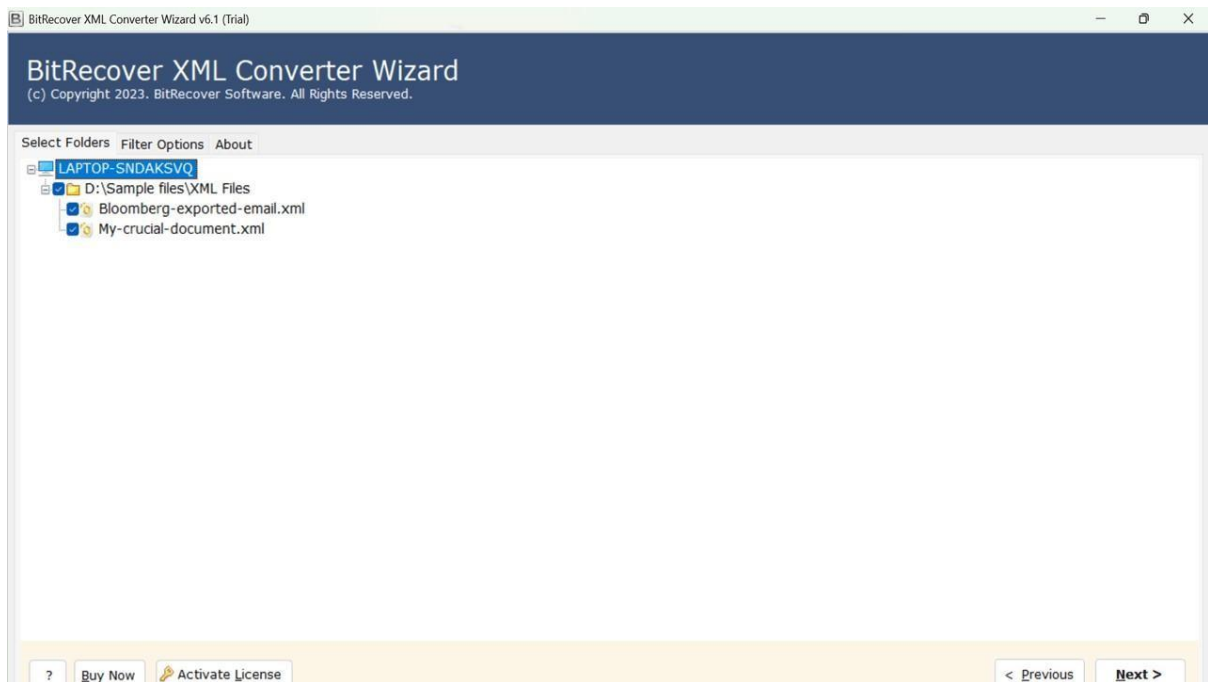 BitRecover XML Converter Wizard v6.1 (Trial)
BitRecover XML Converter Wizard
(c) Copyright 2023. BitRecover Software. All Rights Reserved.
Select Folders Filter Options About
LAPTOP-SNDAKSVQ
D:\Sample files\XML Files
Bloomberg-exported-email.xml
My-crucial-document.xml
? Buy Now Activate License < Previous Next >